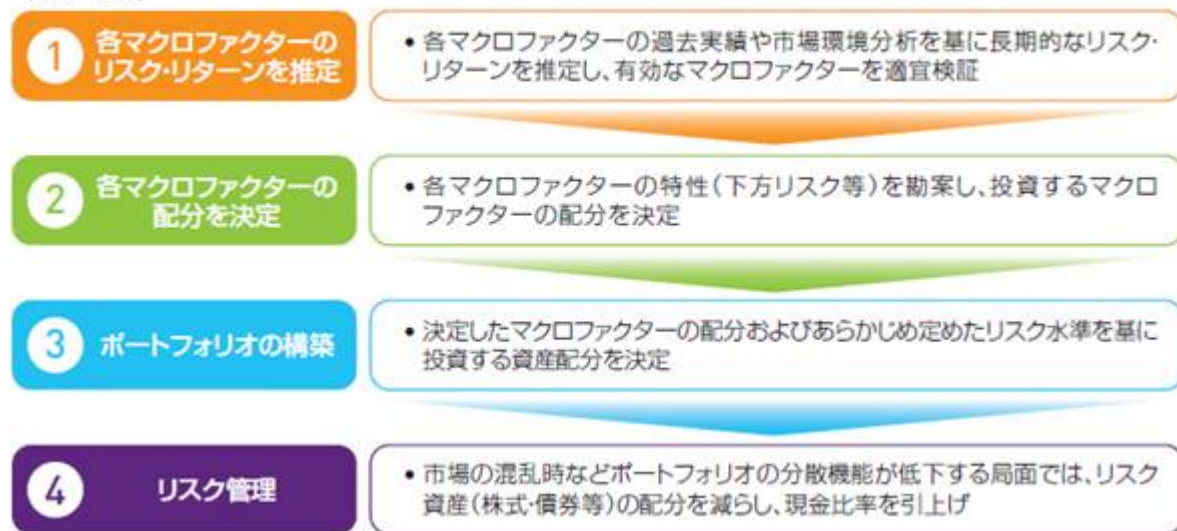 1
各マクロファクターの
リスク・リターンを推定
• 各マクロファクターの過去実績や市場環境分析を基に長期的なリスク・
リターンを推定し、有効なマクロファクターを適宜検証
2
各マクロファクターの
配分を決定
• 各マクロファクターの特性(下方リスク等)を勘案し、投資するマクロ
ファクターの配分を決定
3
ポートフォリオの構築
• 決定したマクロファクターの配分およびあらかじめ定めたリスク水準を基に
投資する資産配分を決定
4
リスク管理
• 市場の混乱時などポートフォリオの分散機能が低下する局面では、リスク
資産(株式・債券等)の配分を減らし、現金比率を引上げ